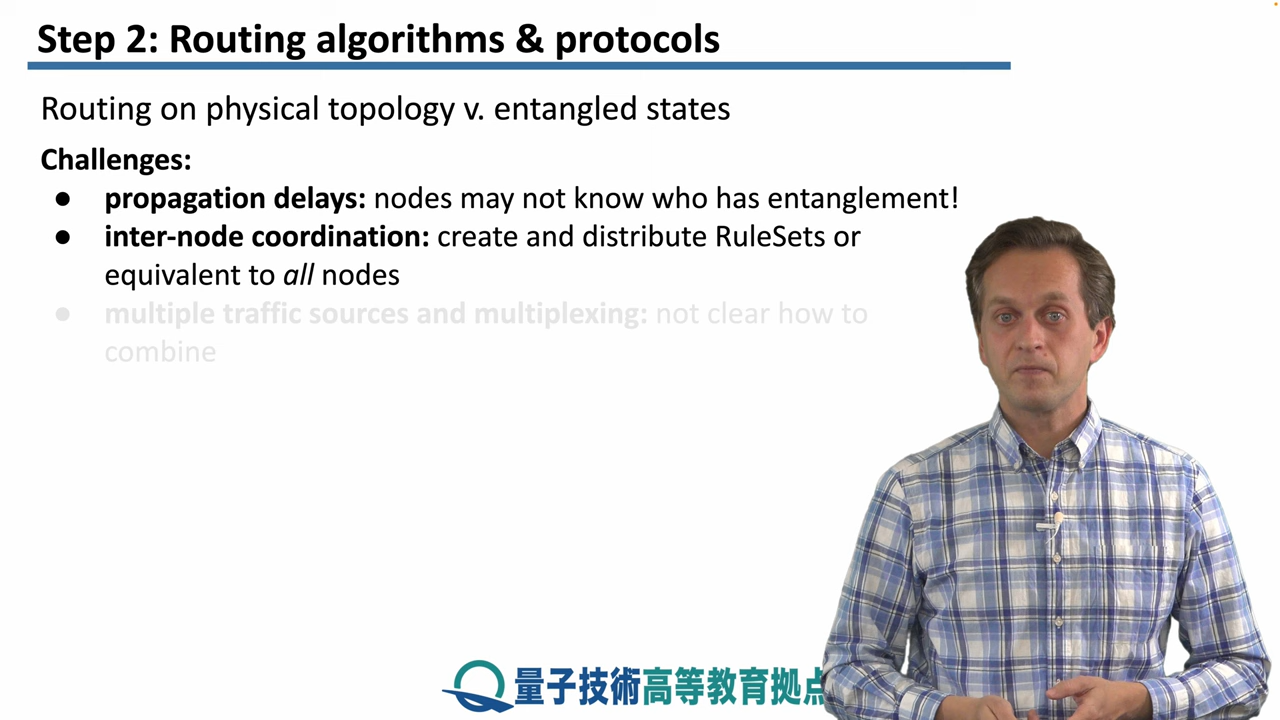 Step 2: Routing algorithms & protocols
Routing on physical topology v. entangled states
Challenges:
● propagation delays: nodes may not know who has entanglement!
● inter-node coordination: create and distribute RuleSets or
equivalent to all nodes
● multiple traffic sources and multiplexing: not clear how to
combine
量子技術高等教育拠点